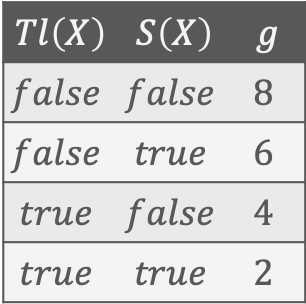 Tl(X) S(X) g
false false 8
false true 6
true false 4
true true 2